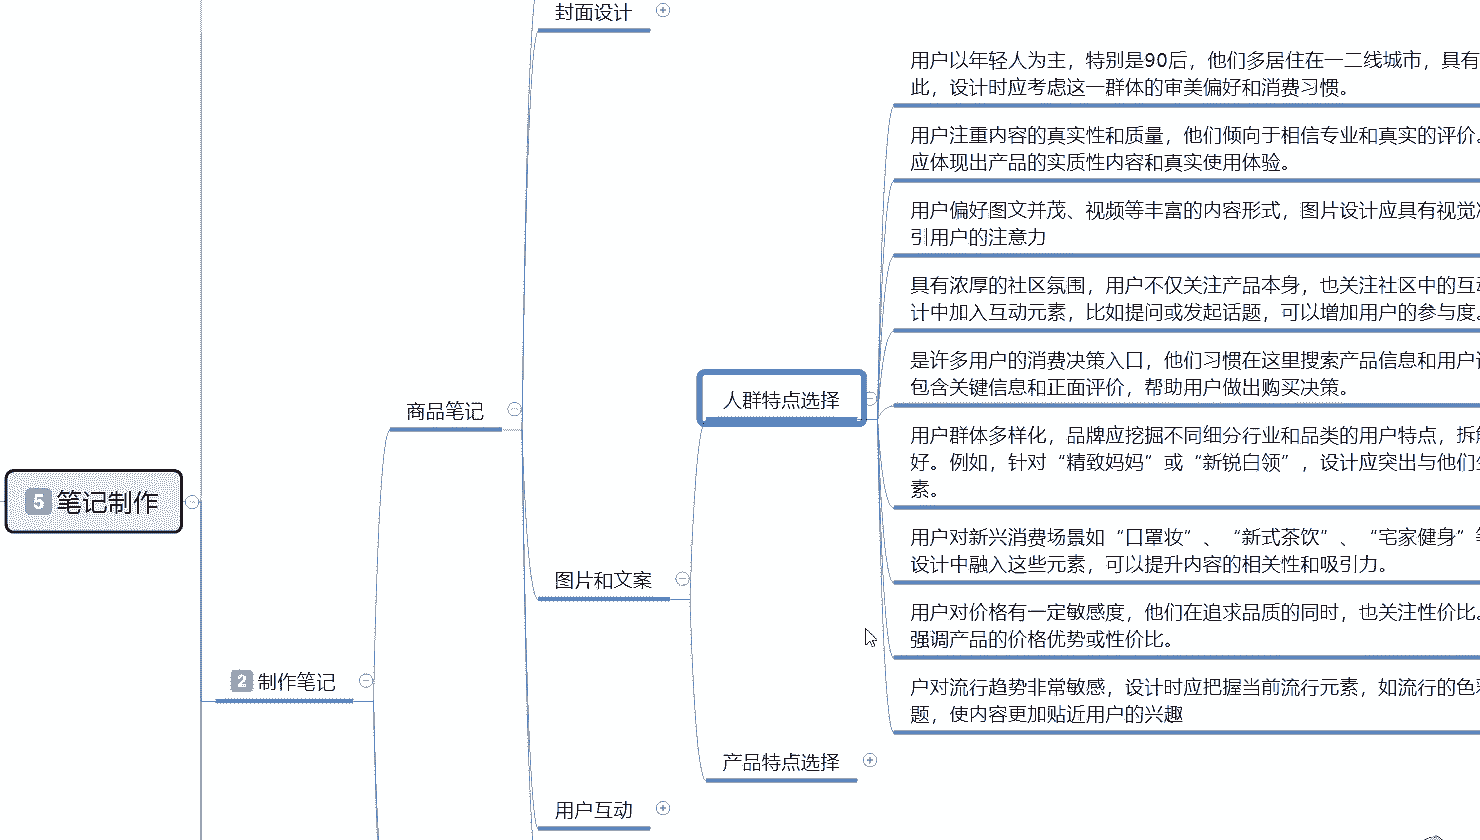 封面设计
用户以年轻人为主，特别是90后，他们多居住在一二线城市，具有
此，设计时应考虑这一群体的审美偏好和消费习惯。
用户注重内容的真实性和质量，他们倾向于相信专业和真实的评价。
应体现出产品的实质性内容和真实使用体验。
用户偏好图文并茂、视频等丰富的内容形式，图片设计应具有视觉
引用户的注意力
具有浓厚的社区氛围，用户不仅关注产品本身，也关注社区中的互
计中加入互动元素，比如提问或发起话题，可以增加用户的参与度。
是许多用户的消费决策入口，他们习惯在这里搜索产品信息和用户
包含关键信息和正面评价，帮助用户做出购买决策。
人群特点选择
商品笔记
用户群体多样化，品牌应挖掘不同细分行业和品类的用户特点，拆
好。例如，针对“精致妈妈”或“新锐白领”，设计应突出与他们
素。
5 笔记制作
用户对新兴消费场景如“口罩妆”、“新式茶饮”、“宅家健身”
设计中融入这些元素，可以提升内容的相关性和吸引力。
图片和文案
用户对价格有一定敏感度，他们在追求品质的同时，也关注性价比。
强调产品的价格优势或性价比。
2 制作笔记
户对流行趋势非常敏感，设计时应把握当前流行元素，如流行的色
题，使内容更加贴近用户的兴趣
产品特点选择
用户互动